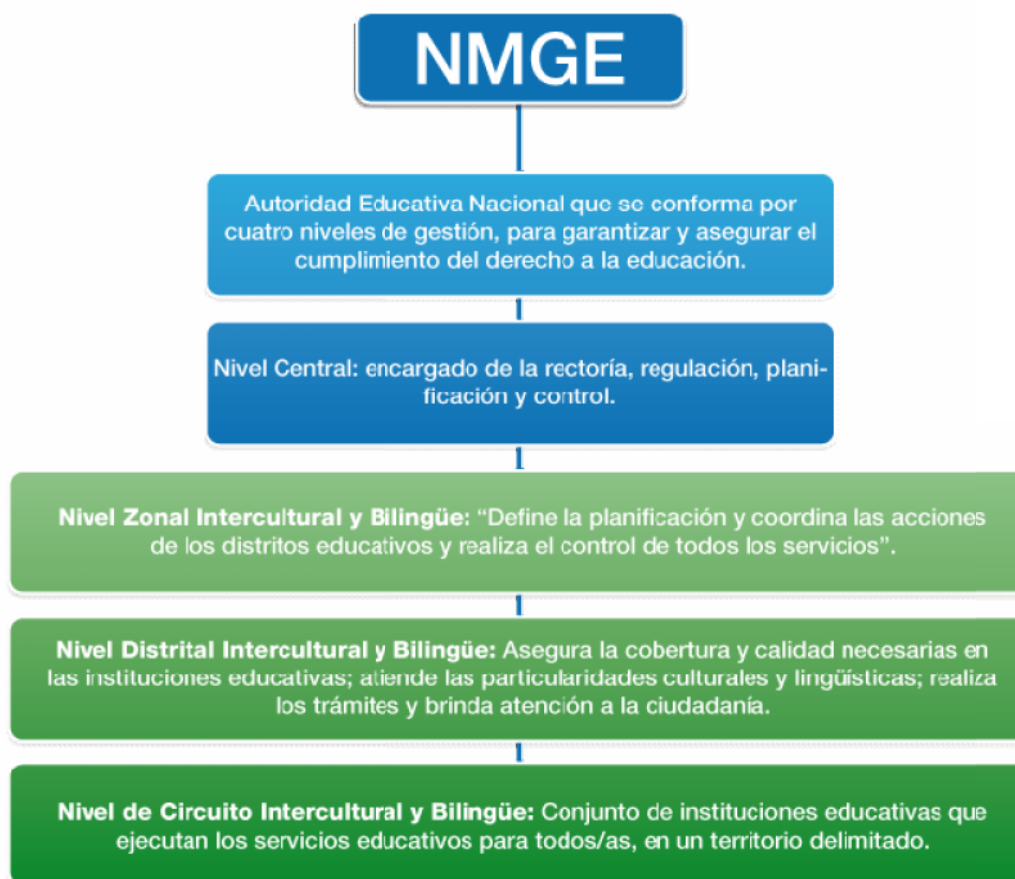 NMGE
Autoridad Educativa Nacional que se conforma por
cuatro niveles de gestión, para garantizar y asegurar el
cumplimiento del derecho a la educación.
Nivel Central: encargado de la rectoría, regulación, plani-
ficación y control.
Nivel Zonal Intercultural y Bilingüe: “Define la planificación y coordina las acciones
de los distritos educativos y realiza el control de todos los servicios”.
Nivel Distrital Intercultural y Bilingüe: Asegura la cobertura y calidad necesarias en
las instituciones educativas; atiende las particularidades culturales y lingüísticas; realiza
los trámites y brinda atención a la ciudadanía.
Nivel de Circuito Intercultural y Bilingüe: Conjunto de instituciones educativas que
ejecutan los servicios educativos para todos/as, en un territorio delimitado.